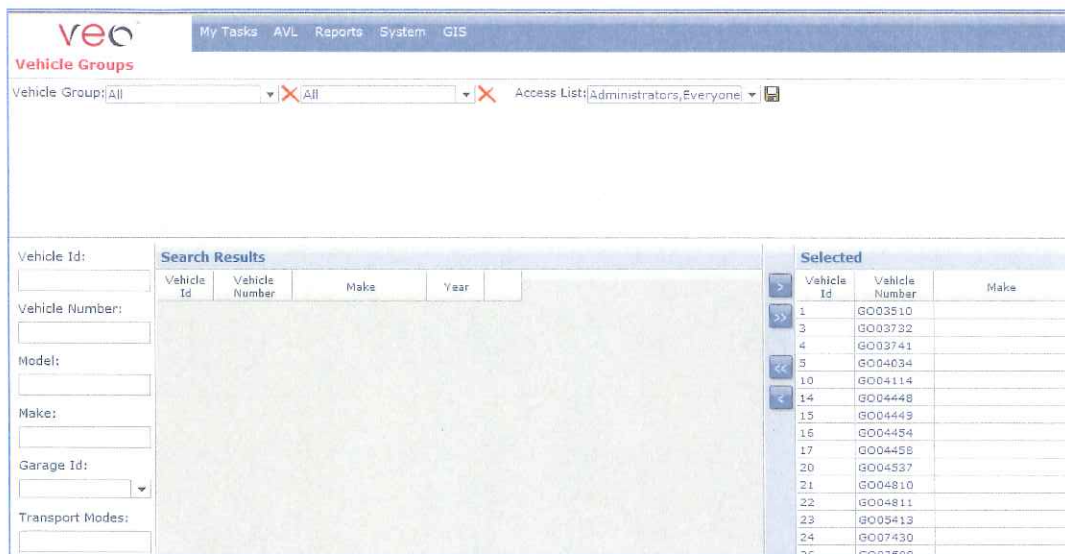 veo
My Tasks AVL Reports System GIS
Vehicle Groups
Vehicle Group: All All Access List: Administrators,Everyone
Vehicle Id:
Vehicle Number:
Model:
Make:
Garage Id:
Transport Modes:
Search Results
Vehicle Id Vehicle Number Make Year
>
>>
<<
<
Selected
Vehicle Id Vehicle Number Make
1 GO03510
3 GO03732
4 GO03741
5 GO04034
10 GO04114
14 GO04448
15 GO04449
16 GO04454
17 GO04458
20 GO04537
21 GO04810
22 GO04811
23 GO05413
24 GO07430